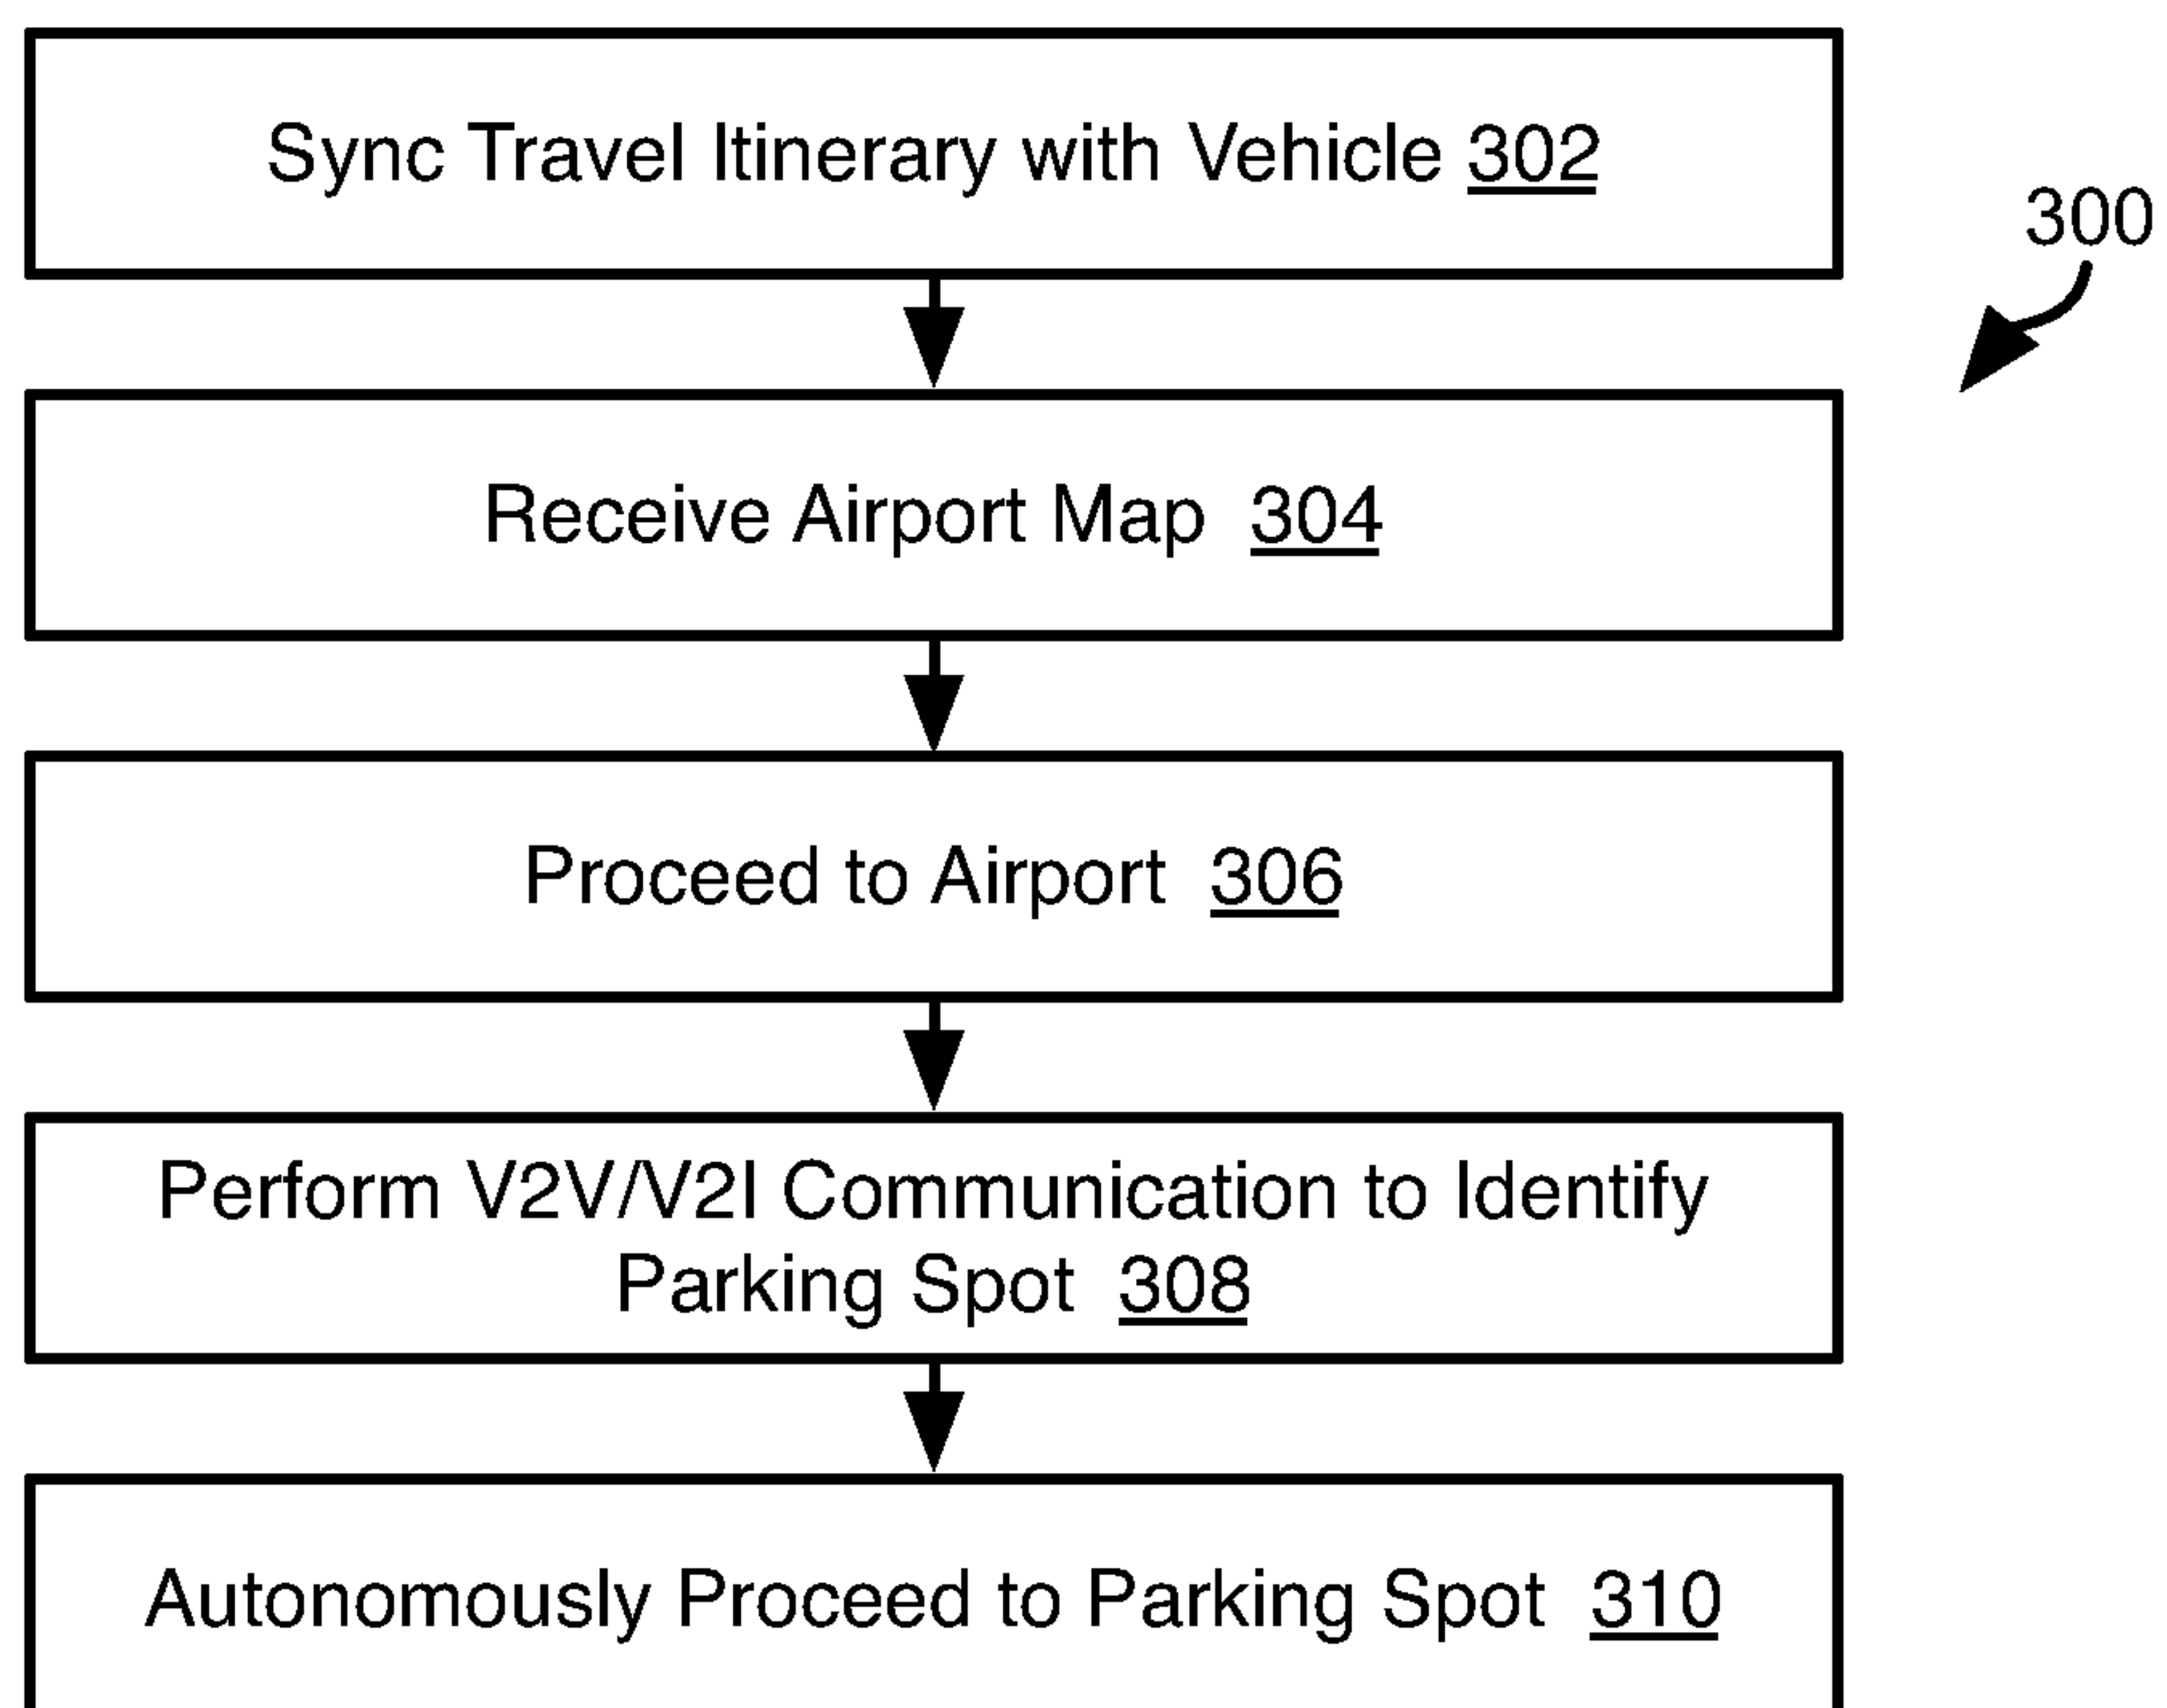 Sync Travel Itinerary with Vehicle 302
300
Receive Airport Map 304
Proceed to Airport 306
Perform V2V/V2I Communication to Identify
Parking Spot 308
Autonomously Proceed to Parking Spot 310